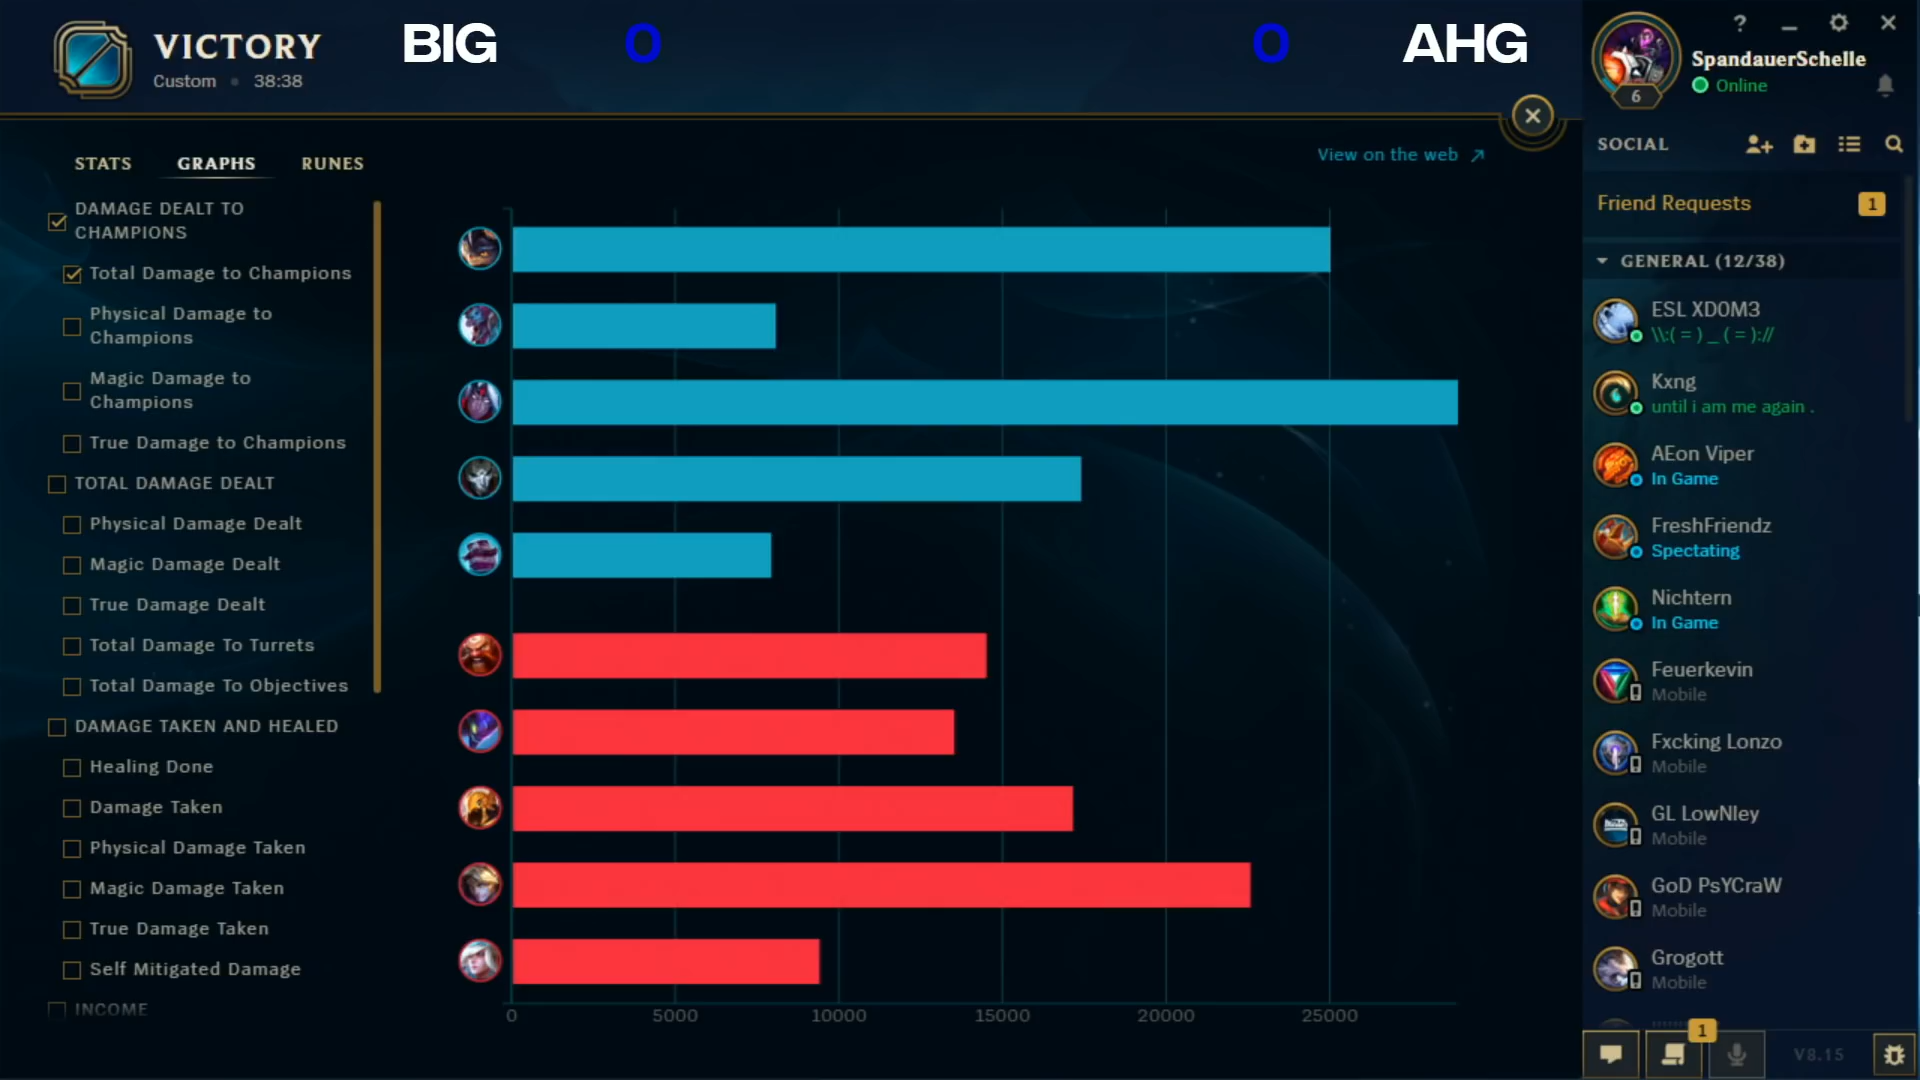 VICTORY
Custom • 38:38
BIG 0 0 AHG
?
SpandauerSchelle
Online
6
STATS GRAPHS RUNES
View on the web
DAMAGE DEALT TO
CHAMPIONS
Total Damage to Champions
Physical Damage to
Champions
Magic Damage to
Champions
True Damage to Champions
TOTAL DAMAGE DEALT
Physical Damage Dealt
Magic Damage Dealt
True Damage Dealt
Total Damage To Turrets
Total Damage To Objectives
DAMAGE TAKEN AND HEALED
Healing Done
Damage Taken
Physical Damage Taken
Magic Damage Taken
True Damage Taken
Self Mitigated Damage
INCOME
0 5000 10000 15000 20000 25000
SOCIAL
Friend Requests 1
GENERAL (12/38)
ESL XD0M3
\\:( = ) _ ( = )://
Kxng
until i am me again .
AEon Viper
In Game
FreshFriendz
Spectating
Nichtern
In Game
Feuerkevin
Mobile
Fxcking Lonzo
Mobile
GL LowNley
Mobile
GoD PsYCraW
Mobile
Grogott
Mobile
1
V8.15